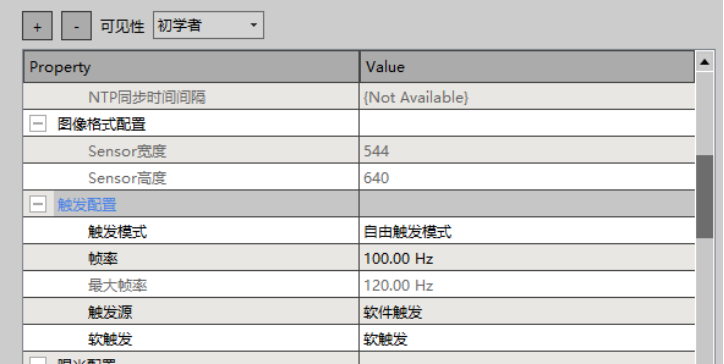 + - 可见性 初学者
Property Value
NTP同步时间间隔 {Not Available}
图像格式配置
Sensor宽度 544
Sensor高度 640
触发配置
触发模式 自由触发模式
帧率 100.00 Hz
最大帧率 120.00 Hz
触发源 软件触发
软触发 软触发